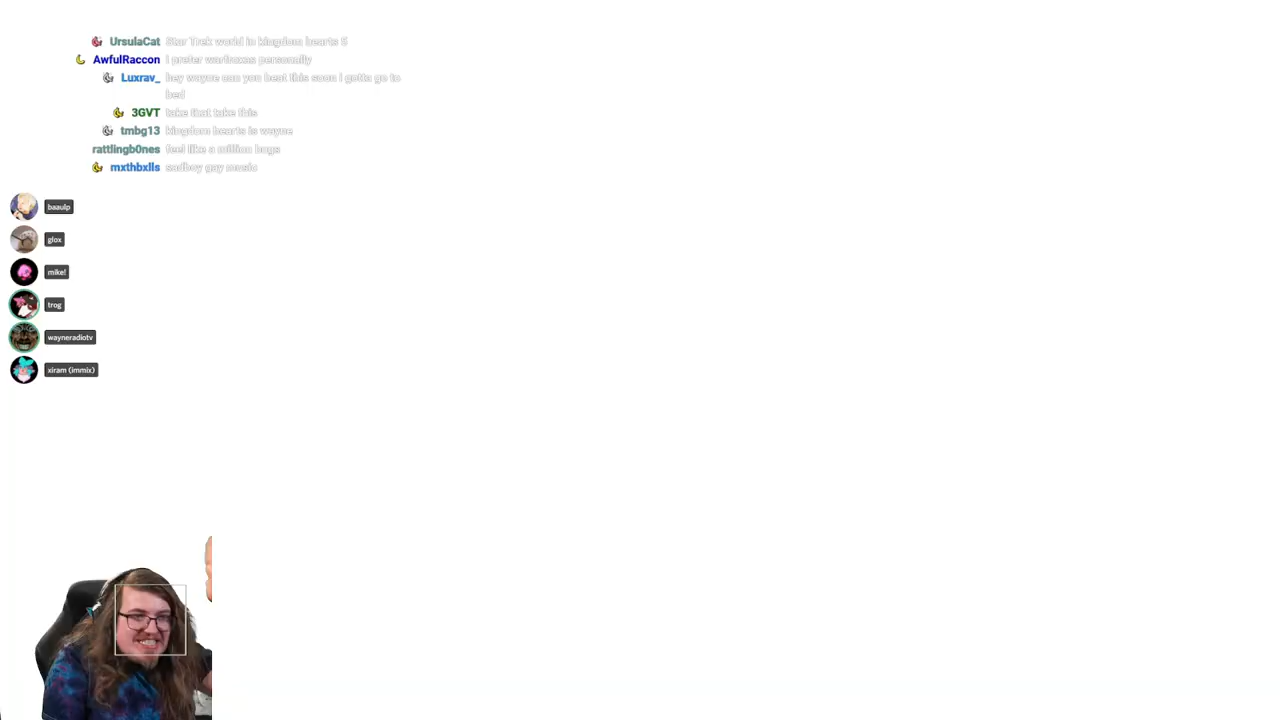 UrsulaCat Star Trek world in kingdom hearts 5
AwfulRaccon i prefer warluxas personally
Luxrav_ hey wayne can you beat this soon i gotta go to
bed
3GVT take that take this
tmbg13 kingdom hearts is wayne
rattlingb0nes feel like a million bugs
mxthbxlls sadboy gay music
baaulp
glox
mike!
trog
wayneradiotv
xiram (immix)